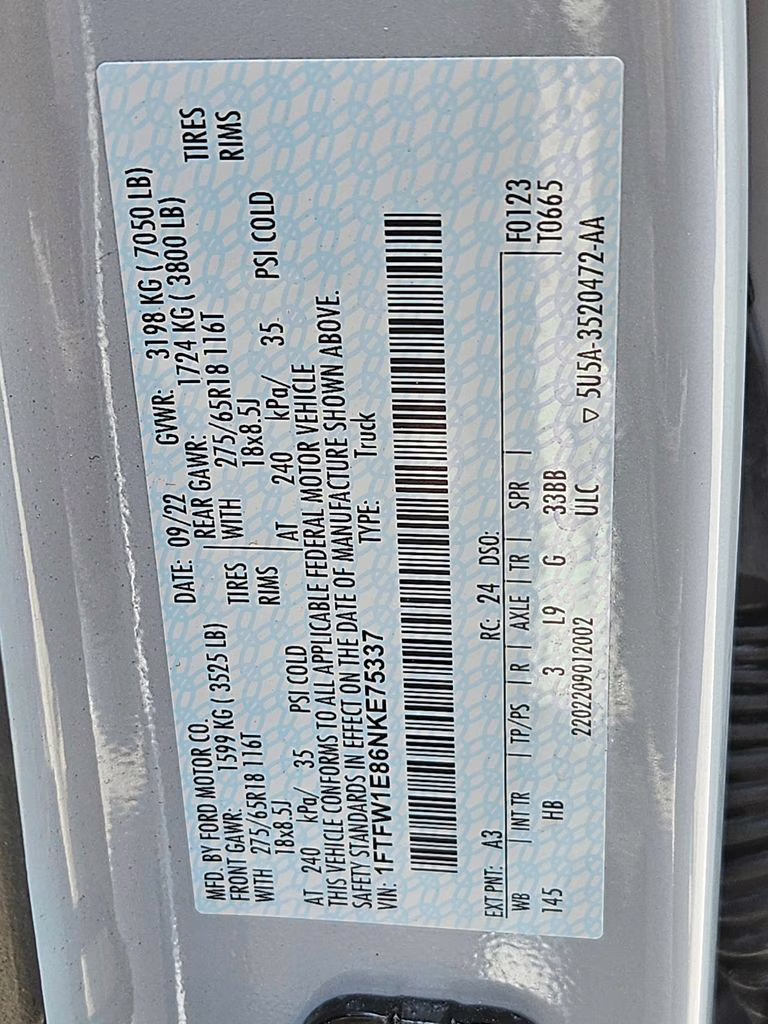 MFD. BY FORD MOTOR CO. DATE: 09/22 GVWR: 3198 KG ( 7050 LB)
FRONT GAWR: 1599 KG ( 3525 LB) REAR GAWR: 1724 KG ( 3800 LB)
WITH 275/65R18 116T TIRES WITH 275/65R18 116T TIRES
18x8.5J RIMS 18x8.5J RIMS
AT 240 kPa/ 35 PSI COLD AT 240 kPa/ 35 PSI COLD
THIS VEHICLE CONFORMS TO ALL APPLICABLE FEDERAL MOTOR VEHICLE
SAFETY STANDARDS IN EFFECT ON THE DATE OF MANUFACTURE SHOWN ABOVE.
VIN: 1FTFW1E86NKE75337 TYPE: Truck
EXT PNT: A3 RC: 24 DSO: F0123
WB INT TR TP/PS R AXLE TR SPR T0665
145 HB 3 L9 G 33BB
2202209012002 ULC ▽ 5U5A-3520472-AA